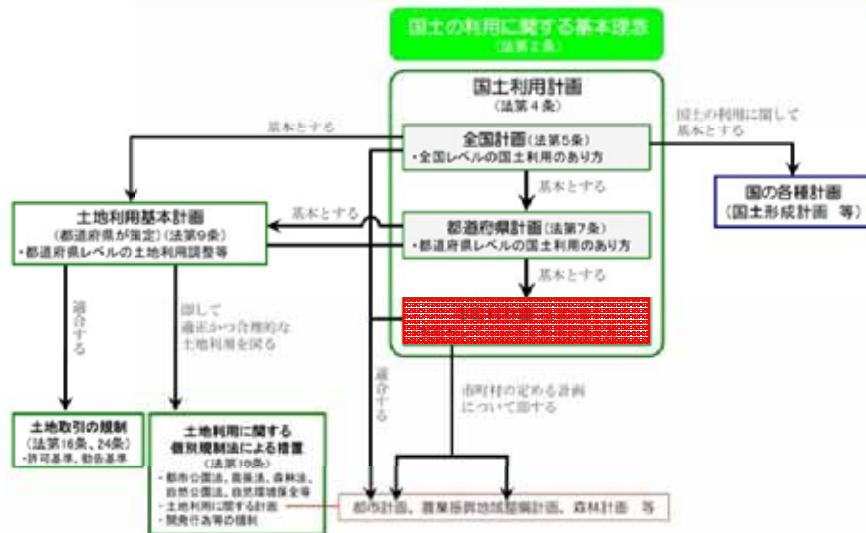 国土の利用に関する基本理念
(法第2条)
国土利用計画
(法第4条)
国土の利用に関して
基本とする
基本とする
全国計画(法第5条)
・全国レベルの国土利用のあり方
基本とする
国の各種計画
(国土形成計画 等)
土地利用基本計画
(都道府県が策定)(法第9条)
・都道府県レベルの土地利用調整等
基本とする
都道府県計画(法第7条)
・都道府県レベルの国土利用のあり方
基本とする
適合する
即して
適正かつ合理的な
土地利用を図る
適合する
市町村の定める計画
について即する
土地取引の規制
(法第16条、24条)
・許可基準、勧告基準
土地利用に関する
個別規制法による措置
(法第10条)
・都市公園法、農振法、森林法、
自然公園法、自然環境保全等
・土地利用に関する計画
・開発行為等の規制
都市計画、農業振興地域整備計画、森林計画 等